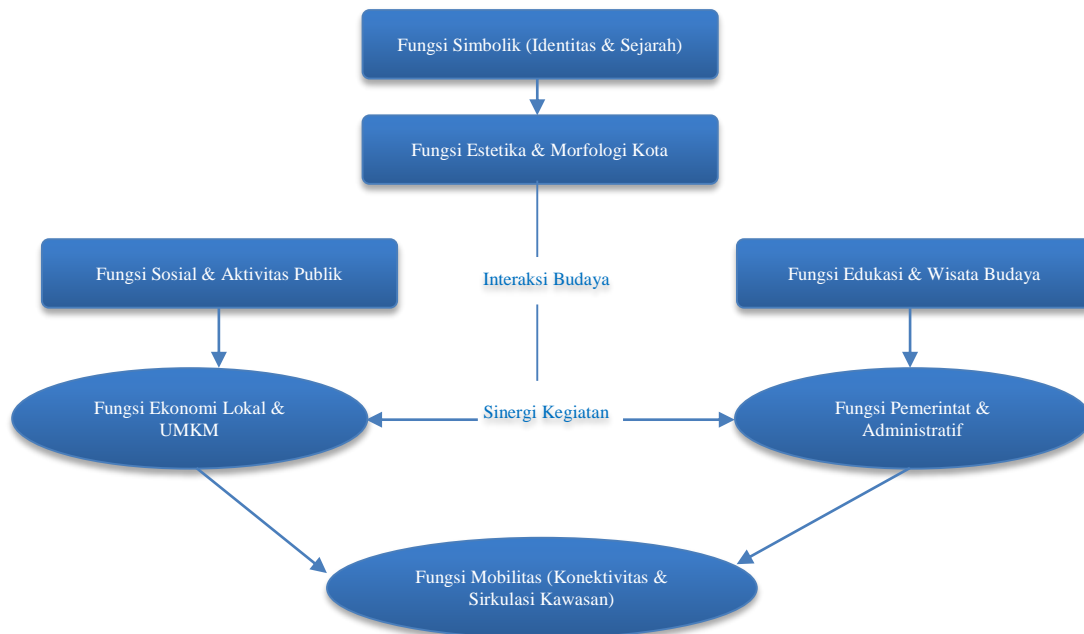 Fungsi Simbolik (Identitas & Sejarah)
Fungsi Estetika & Morfologi Kota
Fungsi Sosial & Aktivitas Publik
Interaksi Budaya
Fungsi Edukasi & Wisata Budaya
Fungsi Ekonomi Lokal &
UMKM
Sinergi Kegiatan
Fungsi Pemerintat &
Administratif
Fungsi Mobilitas (Konektivitas &
Sirkulasi Kawasan)